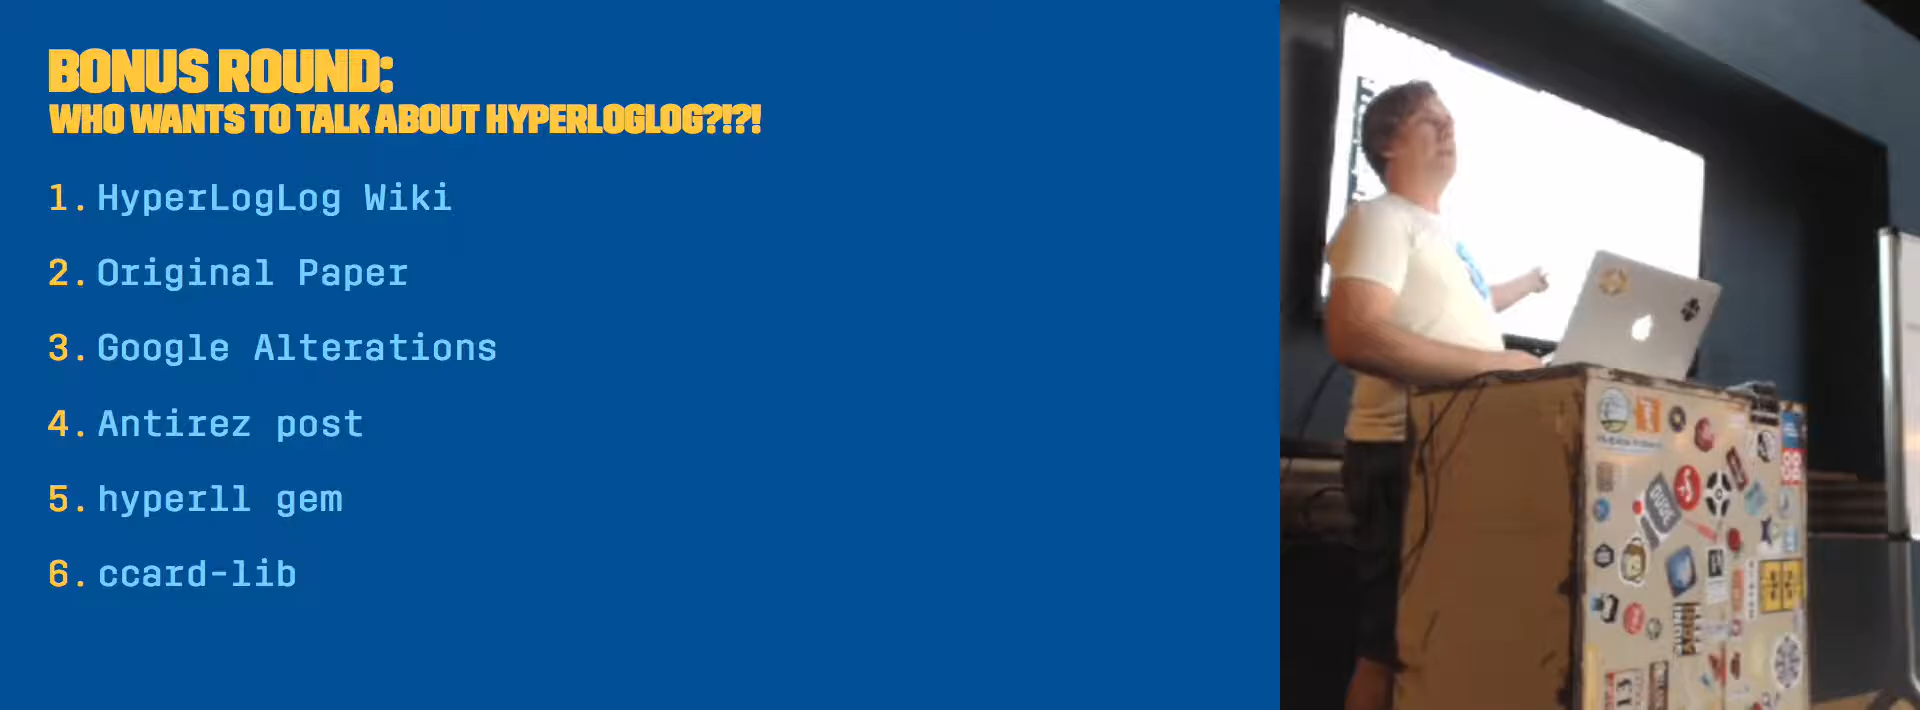 BONUS ROUND:
WHO WANTS TO TALK ABOUT HYPERLOGLOG?!?!
1. HyperLogLog Wiki
2. Original Paper
3. Google Alterations
4. Antirez post
5. hyperll gem
6. ccard-lib
DUDE